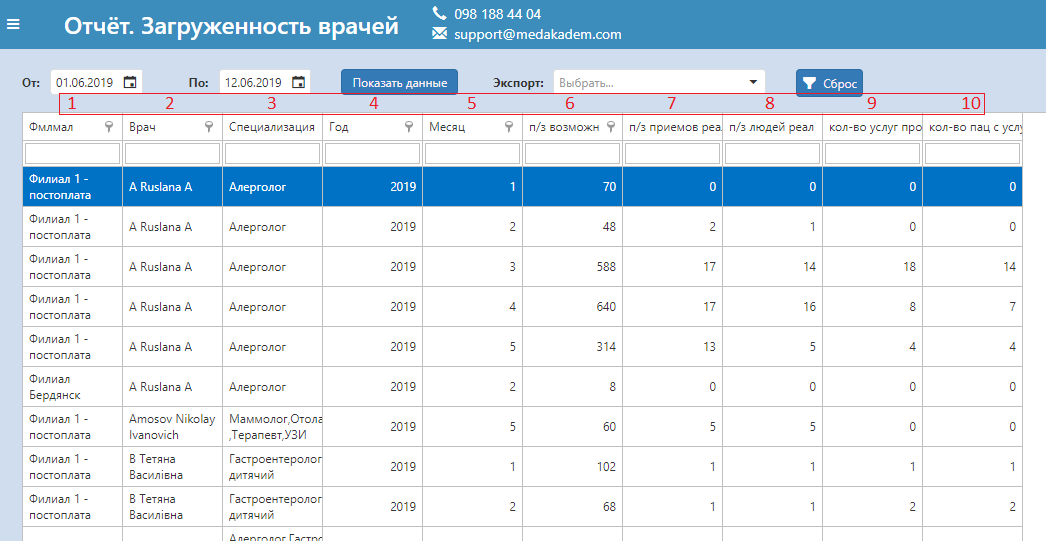 Отчёт. Загруженность врачей
098 188 44 04
support@medakadem.com
От: 01.06.2019 По: 12.06.2019 Показать данные Экспорт: Выбрать... Сброс
1 2 3 4 5 6 7 8 9 10
Фмлмал Врач Специализация Год Месяц п/з возможн п/з приемов реа п/з людей реал кол-во услуг про кол-во пац с услу
Филиал 1 -
постоплата A Ruslana A Алерголог 2019 1 70 0 0 0 0
Филиал 1 -
постоплата A Ruslana A Алерголог 2019 2 48 2 1 0 0
Филиал 1 -
постоплата A Ruslana A Алерголог 2019 3 588 17 14 18 14
Филиал 1 -
постоплата A Ruslana A Алерголог 2019 4 640 17 16 8 7
Филиал 1 -
постоплата A Ruslana A Алерголог 2019 5 314 13 5 4 4
Филиал
Бердянск A Ruslana A Алерголог 2019 2 8 0 0 0 0
Филиал 1 - Amosov Nikolay Маммолог,Отола
постоплата Ivanovich ,Терапевт,УЗИ 2019 5 60 5 5 0 0
Филиал 1 - В Тетяна Гастроентеролог
постоплата Василівна дитячий 2019 1 102 1 1 1 1
Филиал 1 - В Тетяна Гастроентеролог
постоплата Василівна дитячий 2019 2 68 1 1 2 2
Алерголог,Гастро